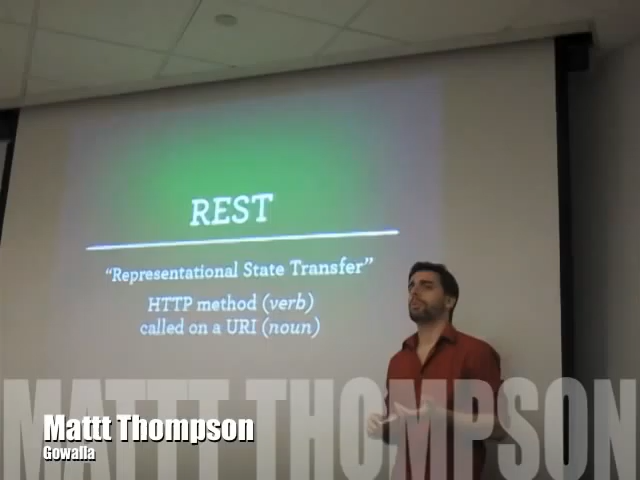 REST
“Representational State Transfer”
HTTP method (verb)
called on a URI (noun)
MATTT THOMPSON
Mattt Thompson
Gowalla